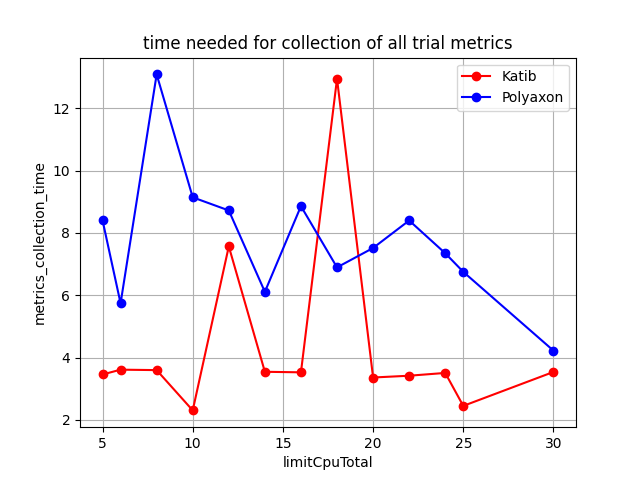 time needed for collection of all trial metrics
Katib
Polyaxon
metrics_collection_time
12
10
8
6
4
2
5
10
15
20
25
30
limitCpuTotal